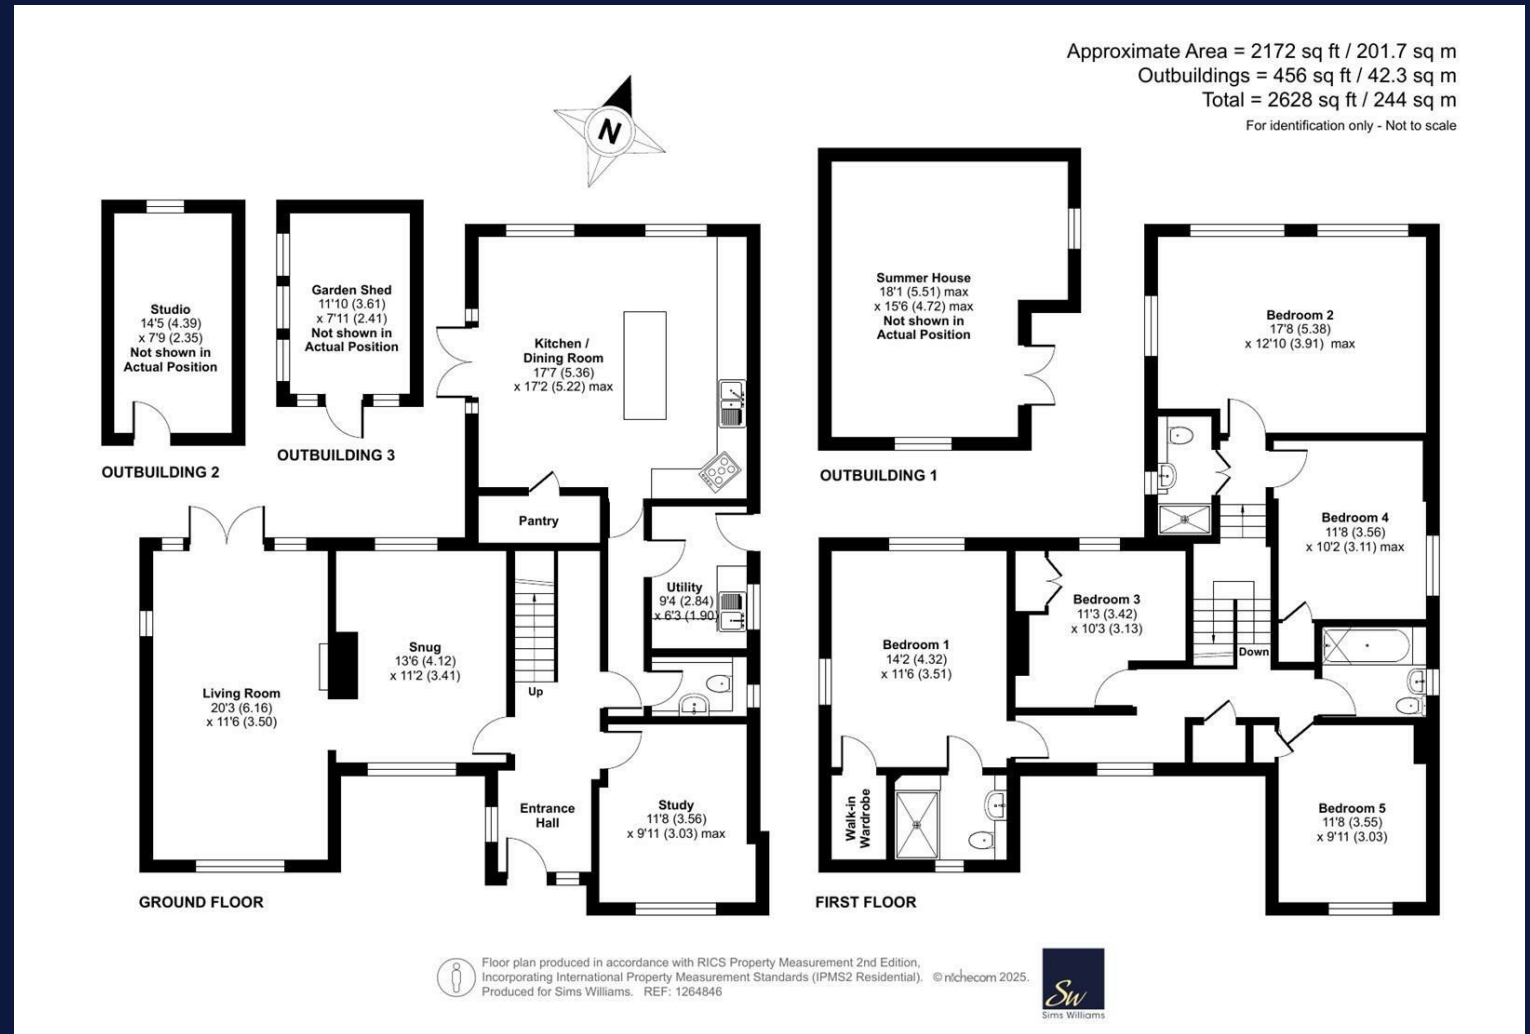 Approximate Area = 2172 sq ft / 201.7 sq m
Outbuildings = 456 sq ft / 42.3 sq m
Total = 2628 sq ft / 244 sq m
For identification only - Not to scale
N
Studio
14'5 (4.39)
x 7'9 (2.35)
Not shown in
Actual Position
OUTBUILDING 2
Garden Shed
11'10 (3.61)
x 7'11 (2.41)
Not shown in
Actual Position
OUTBUILDING 3
Kitchen /
Dining Room
17'7 (5.36)
x 17'2 (5.22) max
Pantry
Utility
9'4 (2.84)
x 6'3 (1.90)
Snug
13'6 (4.12)
x 11'2 (3.41)
Up
Living Room
20'3 (6.16)
x 11'6 (3.50)
Entrance
Hall
Study
11'8 (3.56)
x 9'11 (3.03) max
GROUND FLOOR
Summer House
18'1 (5.51) max
x 15'6 (4.72) max
Not shown in
Actual Position
OUTBUILDING 1
Bedroom 2
17'8 (5.38)
x 12'10 (3.91) max
Bedroom 4
11'8 (3.56)
x 10'2 (3.11) max
Bedroom 3
11'3 (3.42)
x 10'3 (3.13)
Bedroom 1
14'2 (4.32)
x 11'6 (3.51)
Down
Walk-in
Wardrobe
Bedroom 5
11'8 (3.55)
x 9'11 (3.03)
FIRST FLOOR
Floor plan produced in accordance with RICS Property Measurement 2nd Edition,
Incorporating International Property Measurement Standards (IPMS2 Residential). © nichecom 2025.
Produced for Sims Williams. REF: 1264846
Sw
Sims Williams